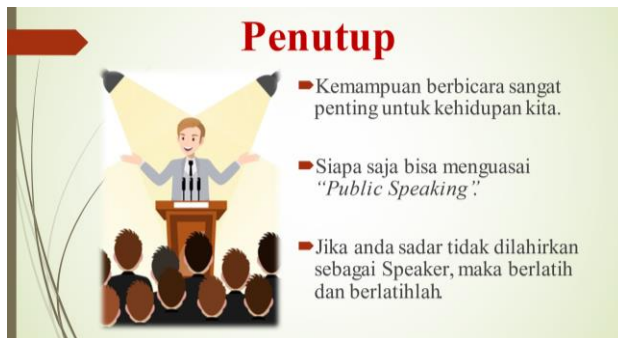 Penutup
Kemampuan berbicara sangat
penting untuk kehidupan kita.
Siapa saja bisa menguasai
“Public Speaking”.
Jika anda sadar tidak dilahirkan
sebagai Speaker, maka berlatih
dan berlatihlah.